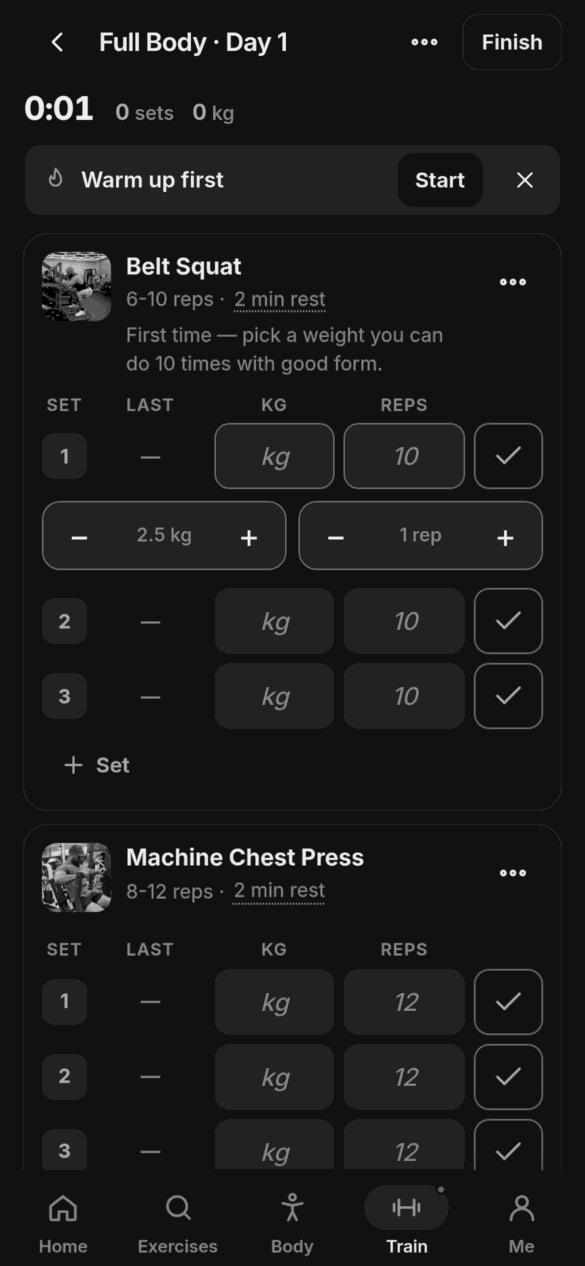 Full Body · Day 1
Finish
0:01 0 sets 0 kg
Warm up first
Start
Belt Squat
6-10 reps · 2 min rest
First time — pick a weight you can
do 10 times with good form.
SET LAST KG REPS
1 — kg 10
− 2.5 kg + − 1 rep +
2 — kg 10
3 — kg 10
+ Set
Machine Chest Press
8-12 reps · 2 min rest
SET LAST KG REPS
1 — kg 12
2 — kg 12
3 — kg 12
Home Exercises Body Train Me